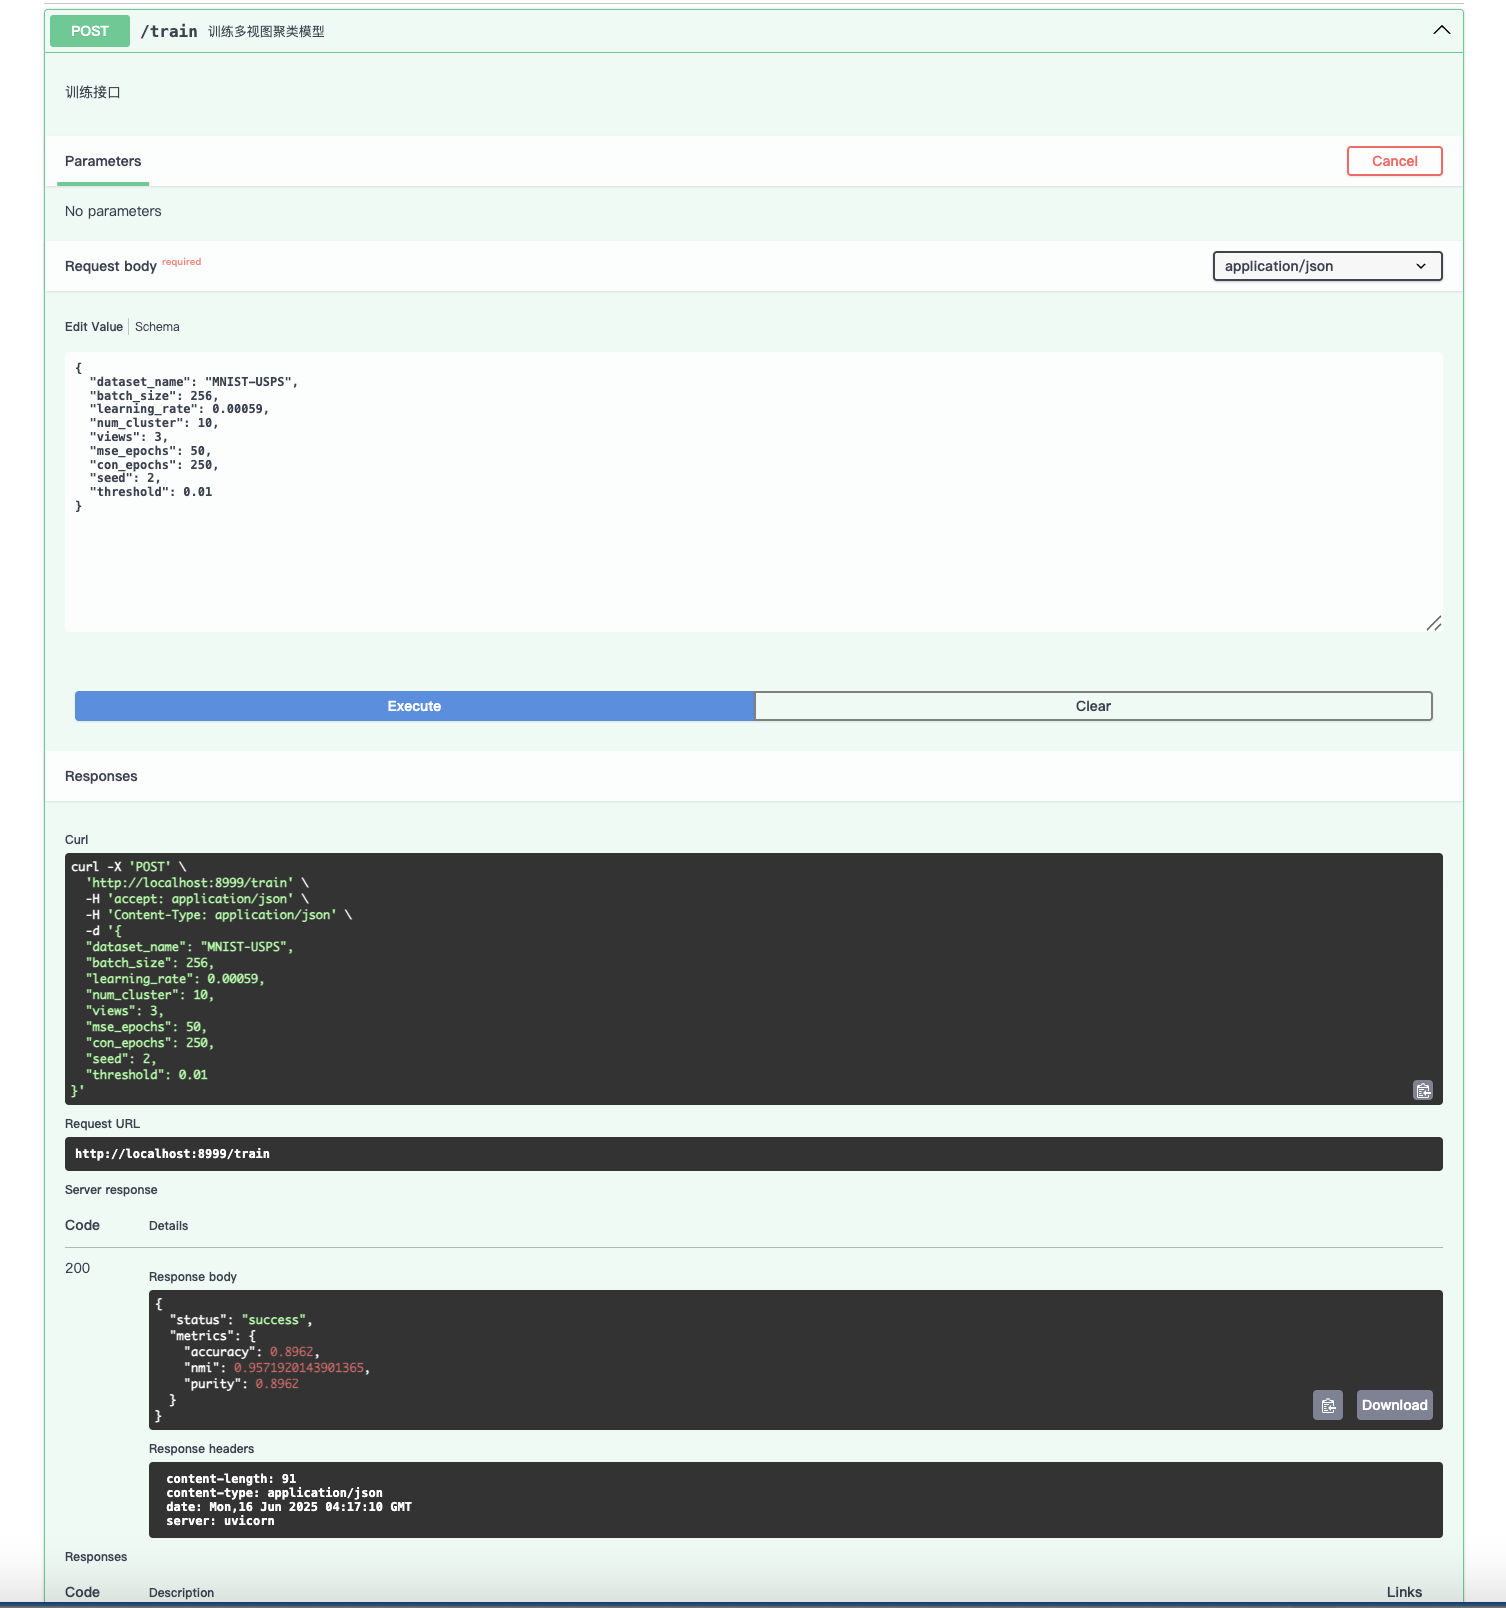 POST /train 训练多视图聚类模型
训练接口
Parameters
Cancel
No parameters
Request body required
application/json
Edit Value Schema
{
"dataset_name": "MNIST-USPS",
"batch_size": 256,
"learning_rate": 0.00059,
"num_cluster": 10,
"views": 3,
"mse_epochs": 50,
"con_epochs": 250,
"seed": 2,
"threshold": 0.01
}
Execute
Clear
Responses
Curl
curl -X 'POST' \
'http://localhost:8999/train' \
-H 'accept: application/json' \
-H 'Content-Type: application/json' \
-d '{
"dataset_name": "MNIST-USPS",
"batch_size": 256,
"learning_rate": 0.00059,
"num_cluster": 10,
"views": 3,
"mse_epochs": 50,
"con_epochs": 250,
"seed": 2,
"threshold": 0.01
}'
Request URL
http://localhost:8999/train
Server response
Code Details
200
Response body
{
"status": "success",
"metrics": {
"accuracy": 0.8962,
"nmi": 0.9571920143901365,
"purity": 0.8962
}
}
Download
Response headers
content-length: 91
content-type: application/json
date: Mon,16 Jun 2025 04:17:10 GMT
server: uvicorn
Responses
Code Description Links